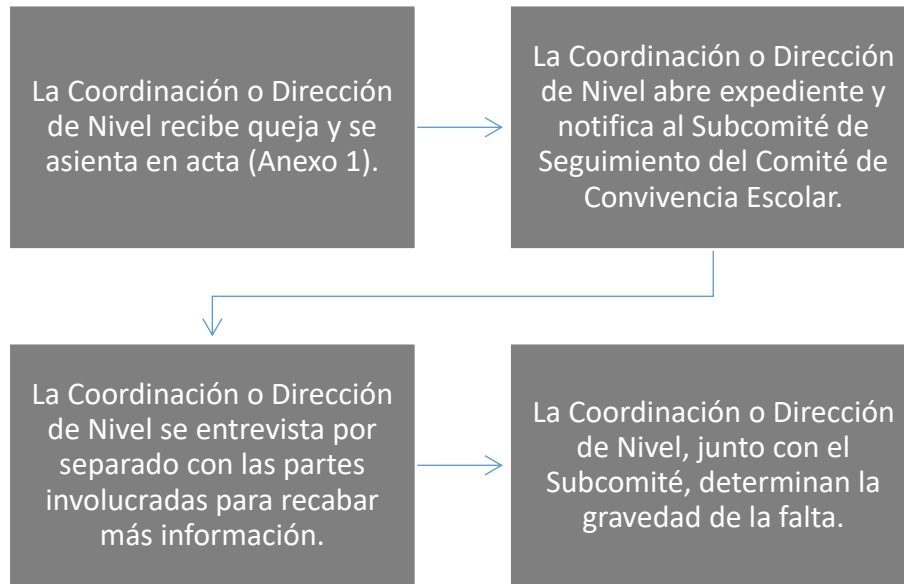 La Coordinación o Dirección
de Nivel recibe queja y se
asienta en acta (Anexo 1).
La Coordinación o Dirección
de Nivel abre expediente y
notifica al Subcomité de
Seguimiento del Comité de
Convivencia Escolar.
La Coordinación o Dirección
de Nivel se entrevista por
separado con las partes
involucradas para recabar
más información.
La Coordinación o Dirección
de Nivel, junto con el
Subcomité, determinan la
gravedad de la falta.